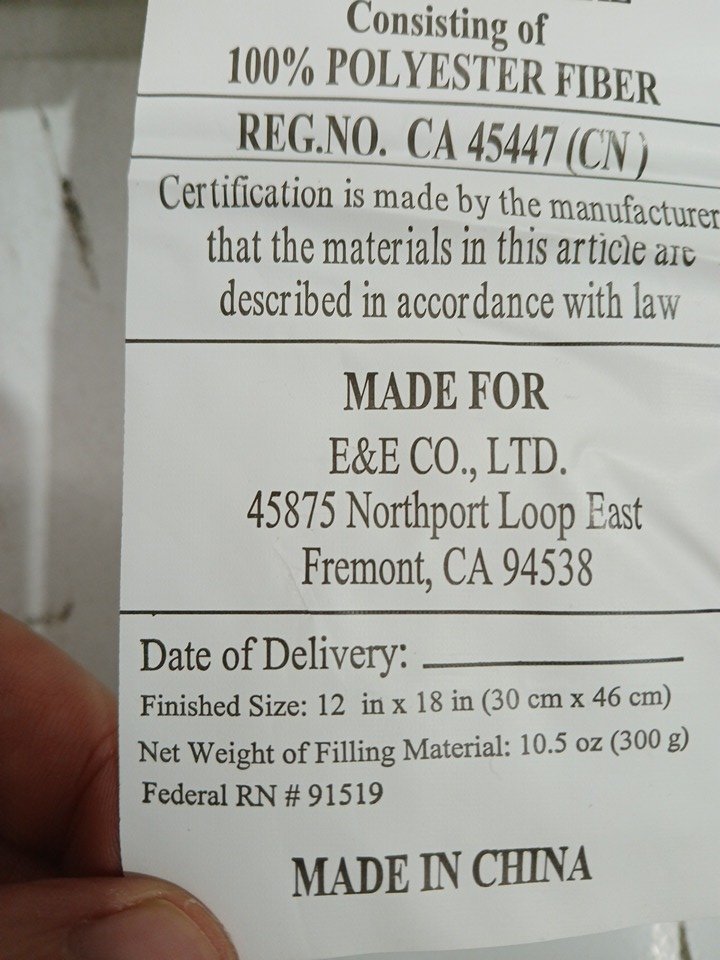 Consisting of
100% POLYESTER FIBER
REG.NO. CA 45447 (CN)
Certification is made by the manufacturer
that the materials in this article are
described in accordance with law
MADE FOR
E&E CO., LTD.
45875 Northport Loop East
Fremont, CA 94538
Date of Delivery:
Finished Size: 12 in x 18 in (30 cm x 46 cm)
Net Weight of Filling Material: 10.5 oz (300 g)
Federal RN # 91519
MADE IN CHINA